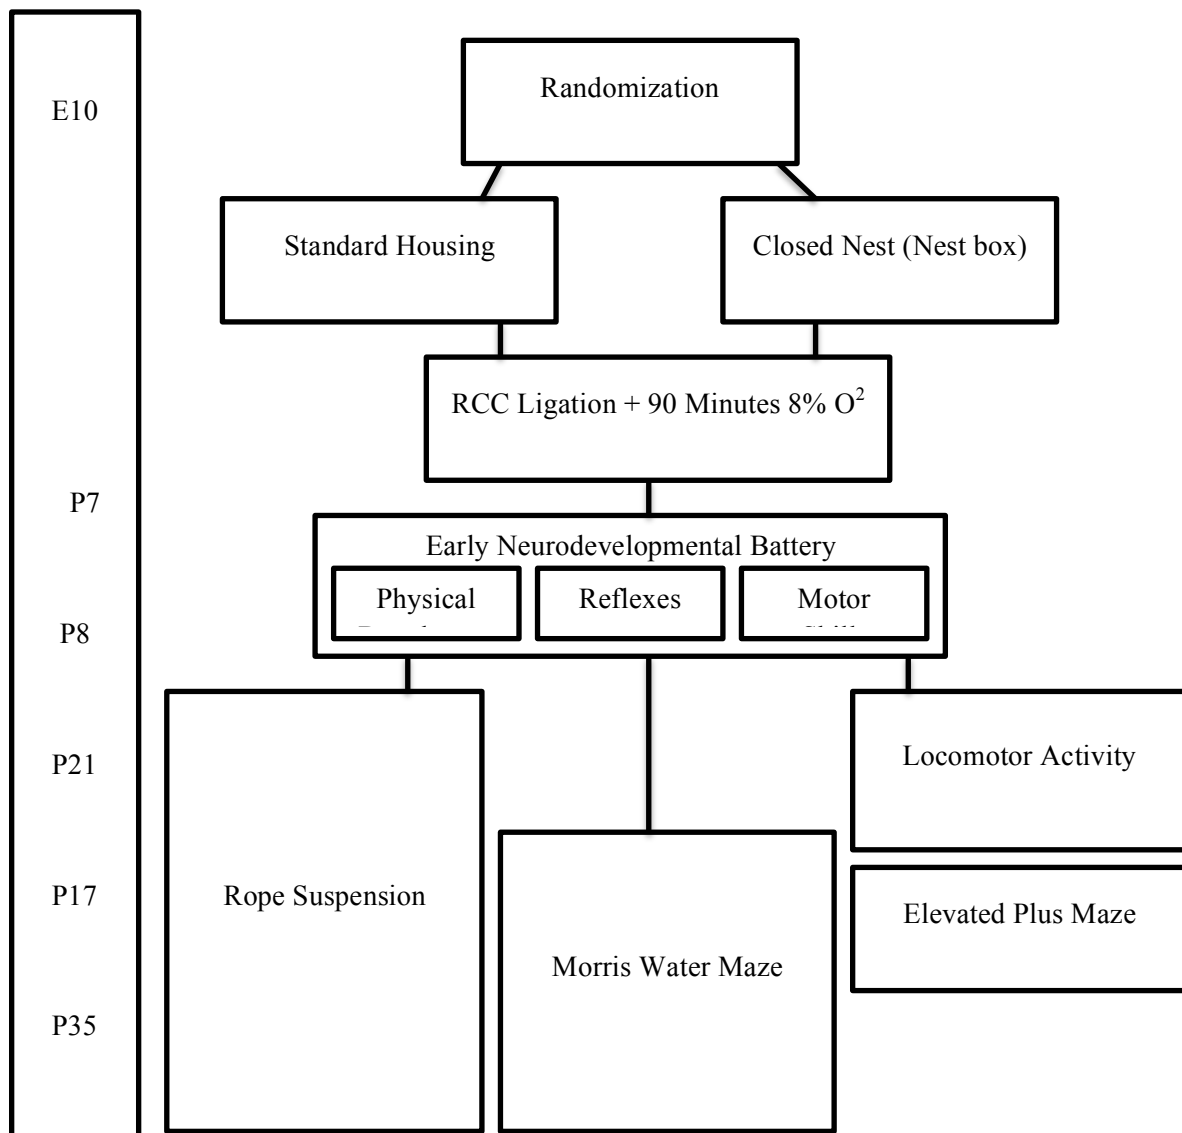 E10
Randomization
Standard Housing
Closed Nest (Nest box)
RCC Ligation + 90 Minutes 8% O²
P7
Early Neurodevelopmental Battery
Physical
Reflexes
Motor
P8
P21
Locomotor Activity
P17
Rope Suspension
Elevated Plus Maze
Morris Water Maze
P35